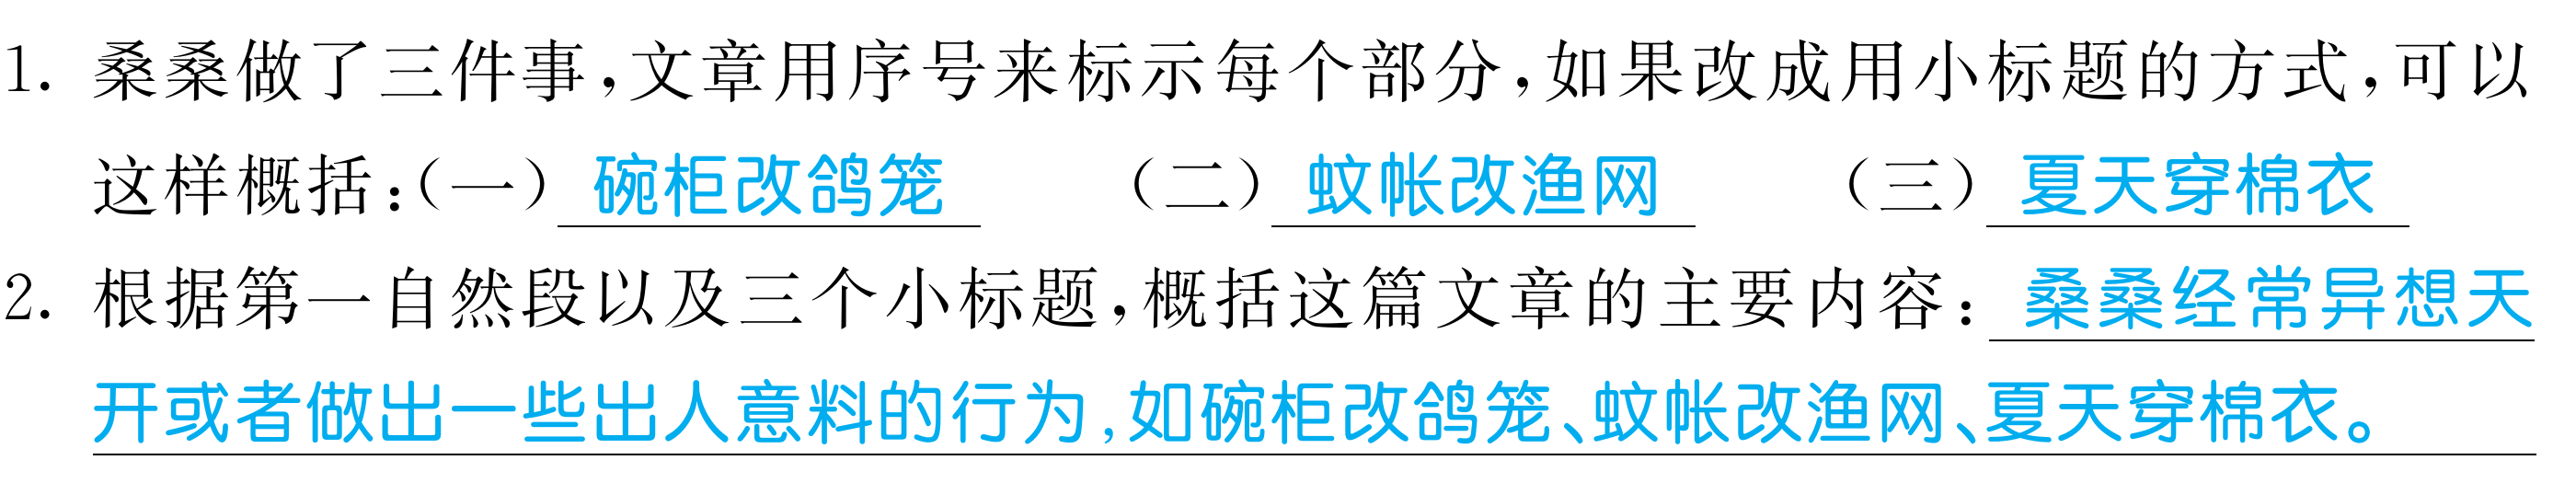 1. 桑桑做了三件事,文章用序号来标示每个部分,如果改成用小标题的方式,可以
这样概括:(一) 碗柜改鸽笼 (二) 蚊帐改渔网 (三) 夏天穿棉衣
2. 根据第一自然段以及三个小标题,概括这篇文章的主要内容: 桑桑经常异想天
开或者做出一些出人意料的行为,如碗柜改鸽笼、蚊帐改渔网、夏天穿棉衣。